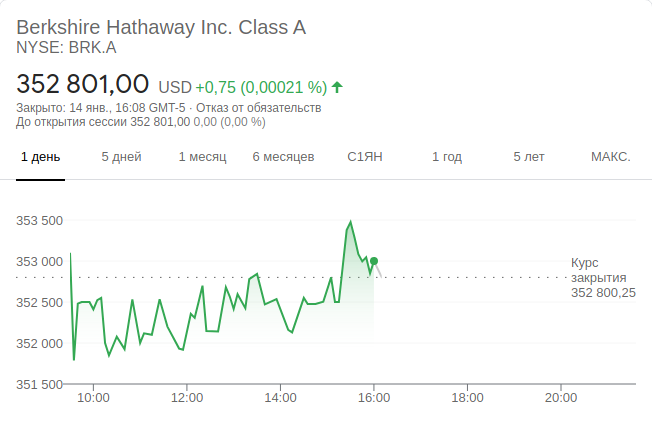 Berkshire Hathaway Inc. Class A
NYSE: BRK.A
352 801,00 USD +0,75 (0,00021 %)
Закрыто: 14 янв., 16:08 GMT-5 · Отказ от обязательств
До открытия сессии 352 801,00 0,00 (0,00 %)
1 день 5 дней 1 месяц 6 месяцев С1ЯН 1 год 5 лет МАКС.
353 500
353 000
352 500
352 000
351 500
Курс
закрытия
352 800,25
10:00 12:00 14:00 16:00 18:00 20:00